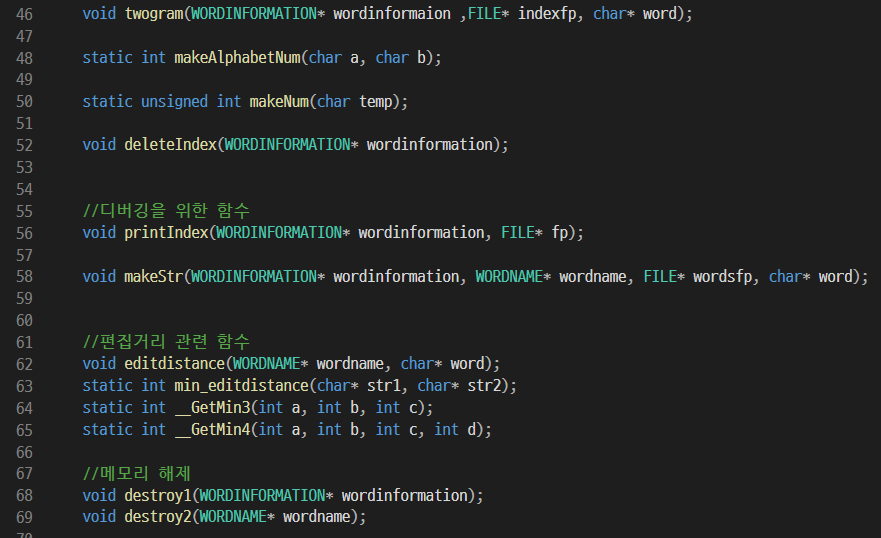 46 void twogram(WORDINFORMATION* wordinformaion ,FILE* indexfp, char* word);
47
48 static int makeAlphabetNum(char a, char b);
49
50 static unsigned int makeNum(char temp);
51
52 void deleteIndex(WORDINFORMATION* wordinformation);
53
54
55 //디버깅을 위한 함수
56 void printIndex(WORDINFORMATION* wordinformation, FILE* fp);
57
58 void makeStr(WORDINFORMATION* wordinformation, WORDNAME* wordname, FILE* wordsfp, char* word);
59
60
61 //편집거리 관련 함수
62 void editdistance(WORDNAME* wordname, char* word);
63 static int min_editdistance(char* str1, char* str2);
64 static int __GetMin3(int a, int b, int c);
65 static int __GetMin4(int a, int b, int c, int d);
66
67 //메모리 해제
68 void destroy1(WORDINFORMATION* wordinformation);
69 void destroy2(WORDNAME* wordname);
70